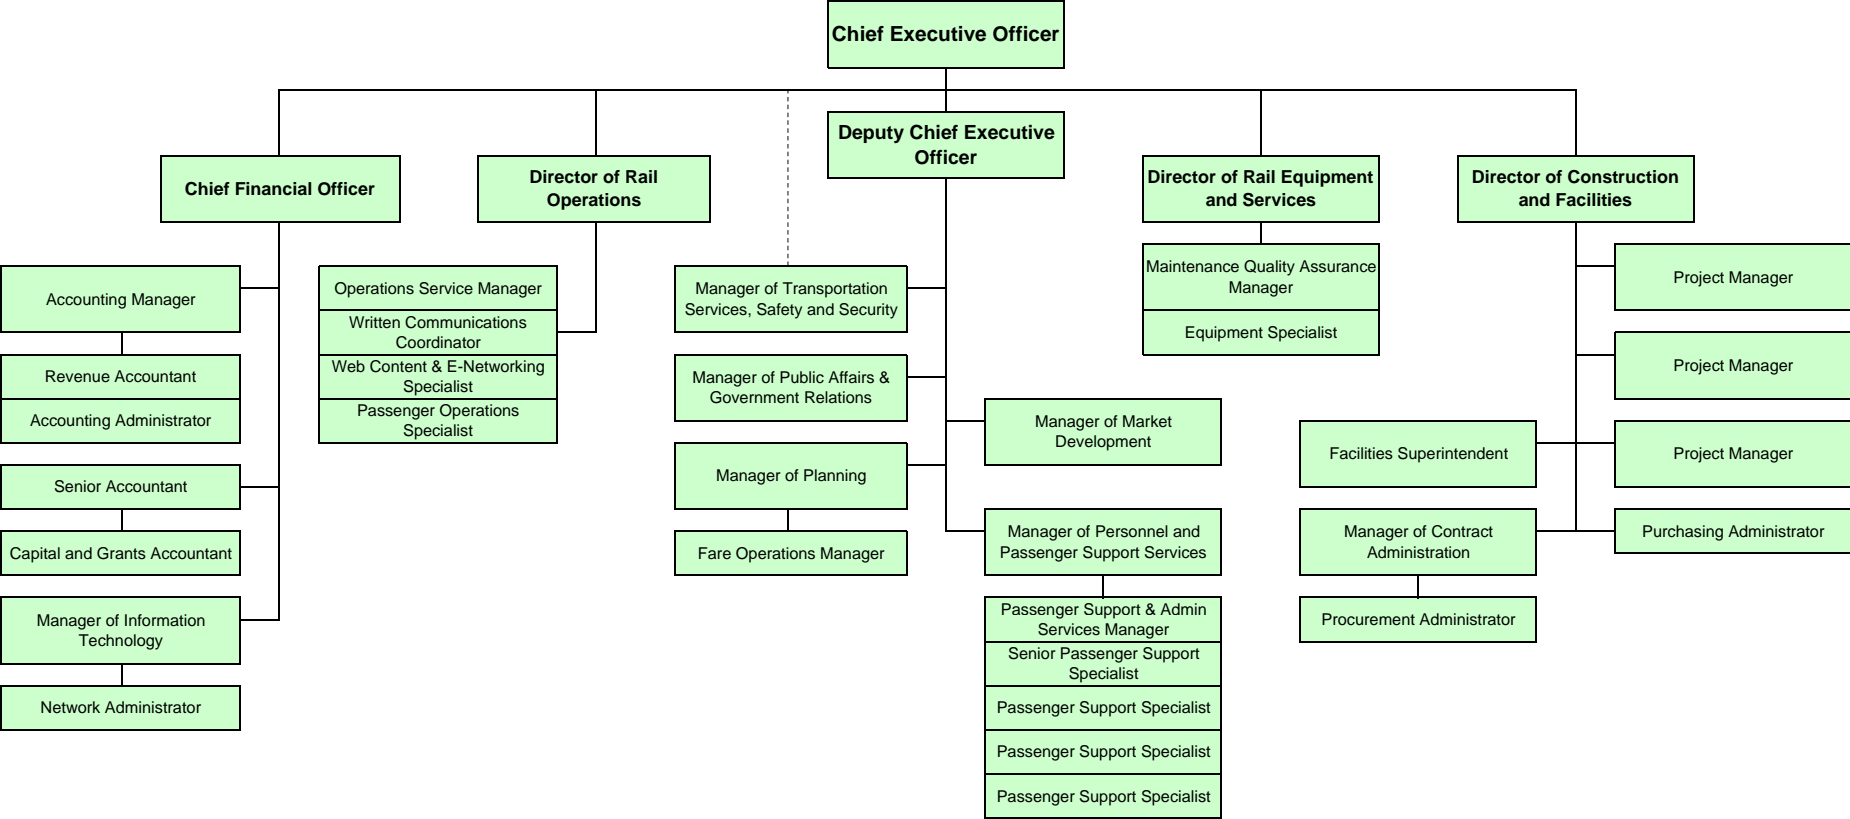 Chief Executive Officer
Deputy Chief Executive
Officer
Chief Financial Officer
Director of Rail
Operations
Director of Rail Equipment
and Services
Director of Construction
and Facilities
Accounting Manager
Revenue Accountant
Accounting Administrator
Senior Accountant
Capital and Grants Accountant
Manager of Information
Technology
Network Administrator
Operations Service Manager
Written Communications
Coordinator
Web Content & E-Networking
Specialist
Passenger Operations
Specialist
Manager of Transportation
Services, Safety and Security
Manager of Public Affairs &
Government Relations
Manager of Planning
Fare Operations Manager
Manager of Market
Development
Manager of Personnel and
Passenger Support Services
Passenger Support & Admin
Services Manager
Senior Passenger Support
Specialist
Passenger Support Specialist
Passenger Support Specialist
Passenger Support Specialist
Maintenance Quality Assurance
Manager
Equipment Specialist
Facilities Superintendent
Manager of Contract
Administration
Procurement Administrator
Project Manager
Project Manager
Project Manager
Purchasing Administrator